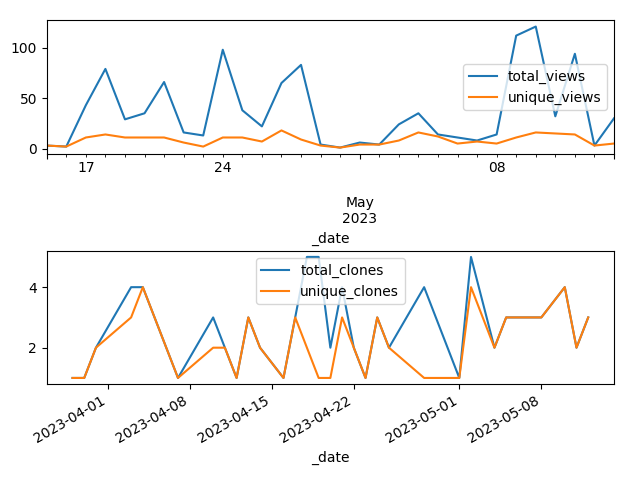 100
50
0
total_views
unique_views
17
24
08
May
2023
_date
total_clones
unique_clones
4
2
2023-04-01
2023-04-08
2023-04-15
2023-04-22
2023-05-01
2023-05-08
_date